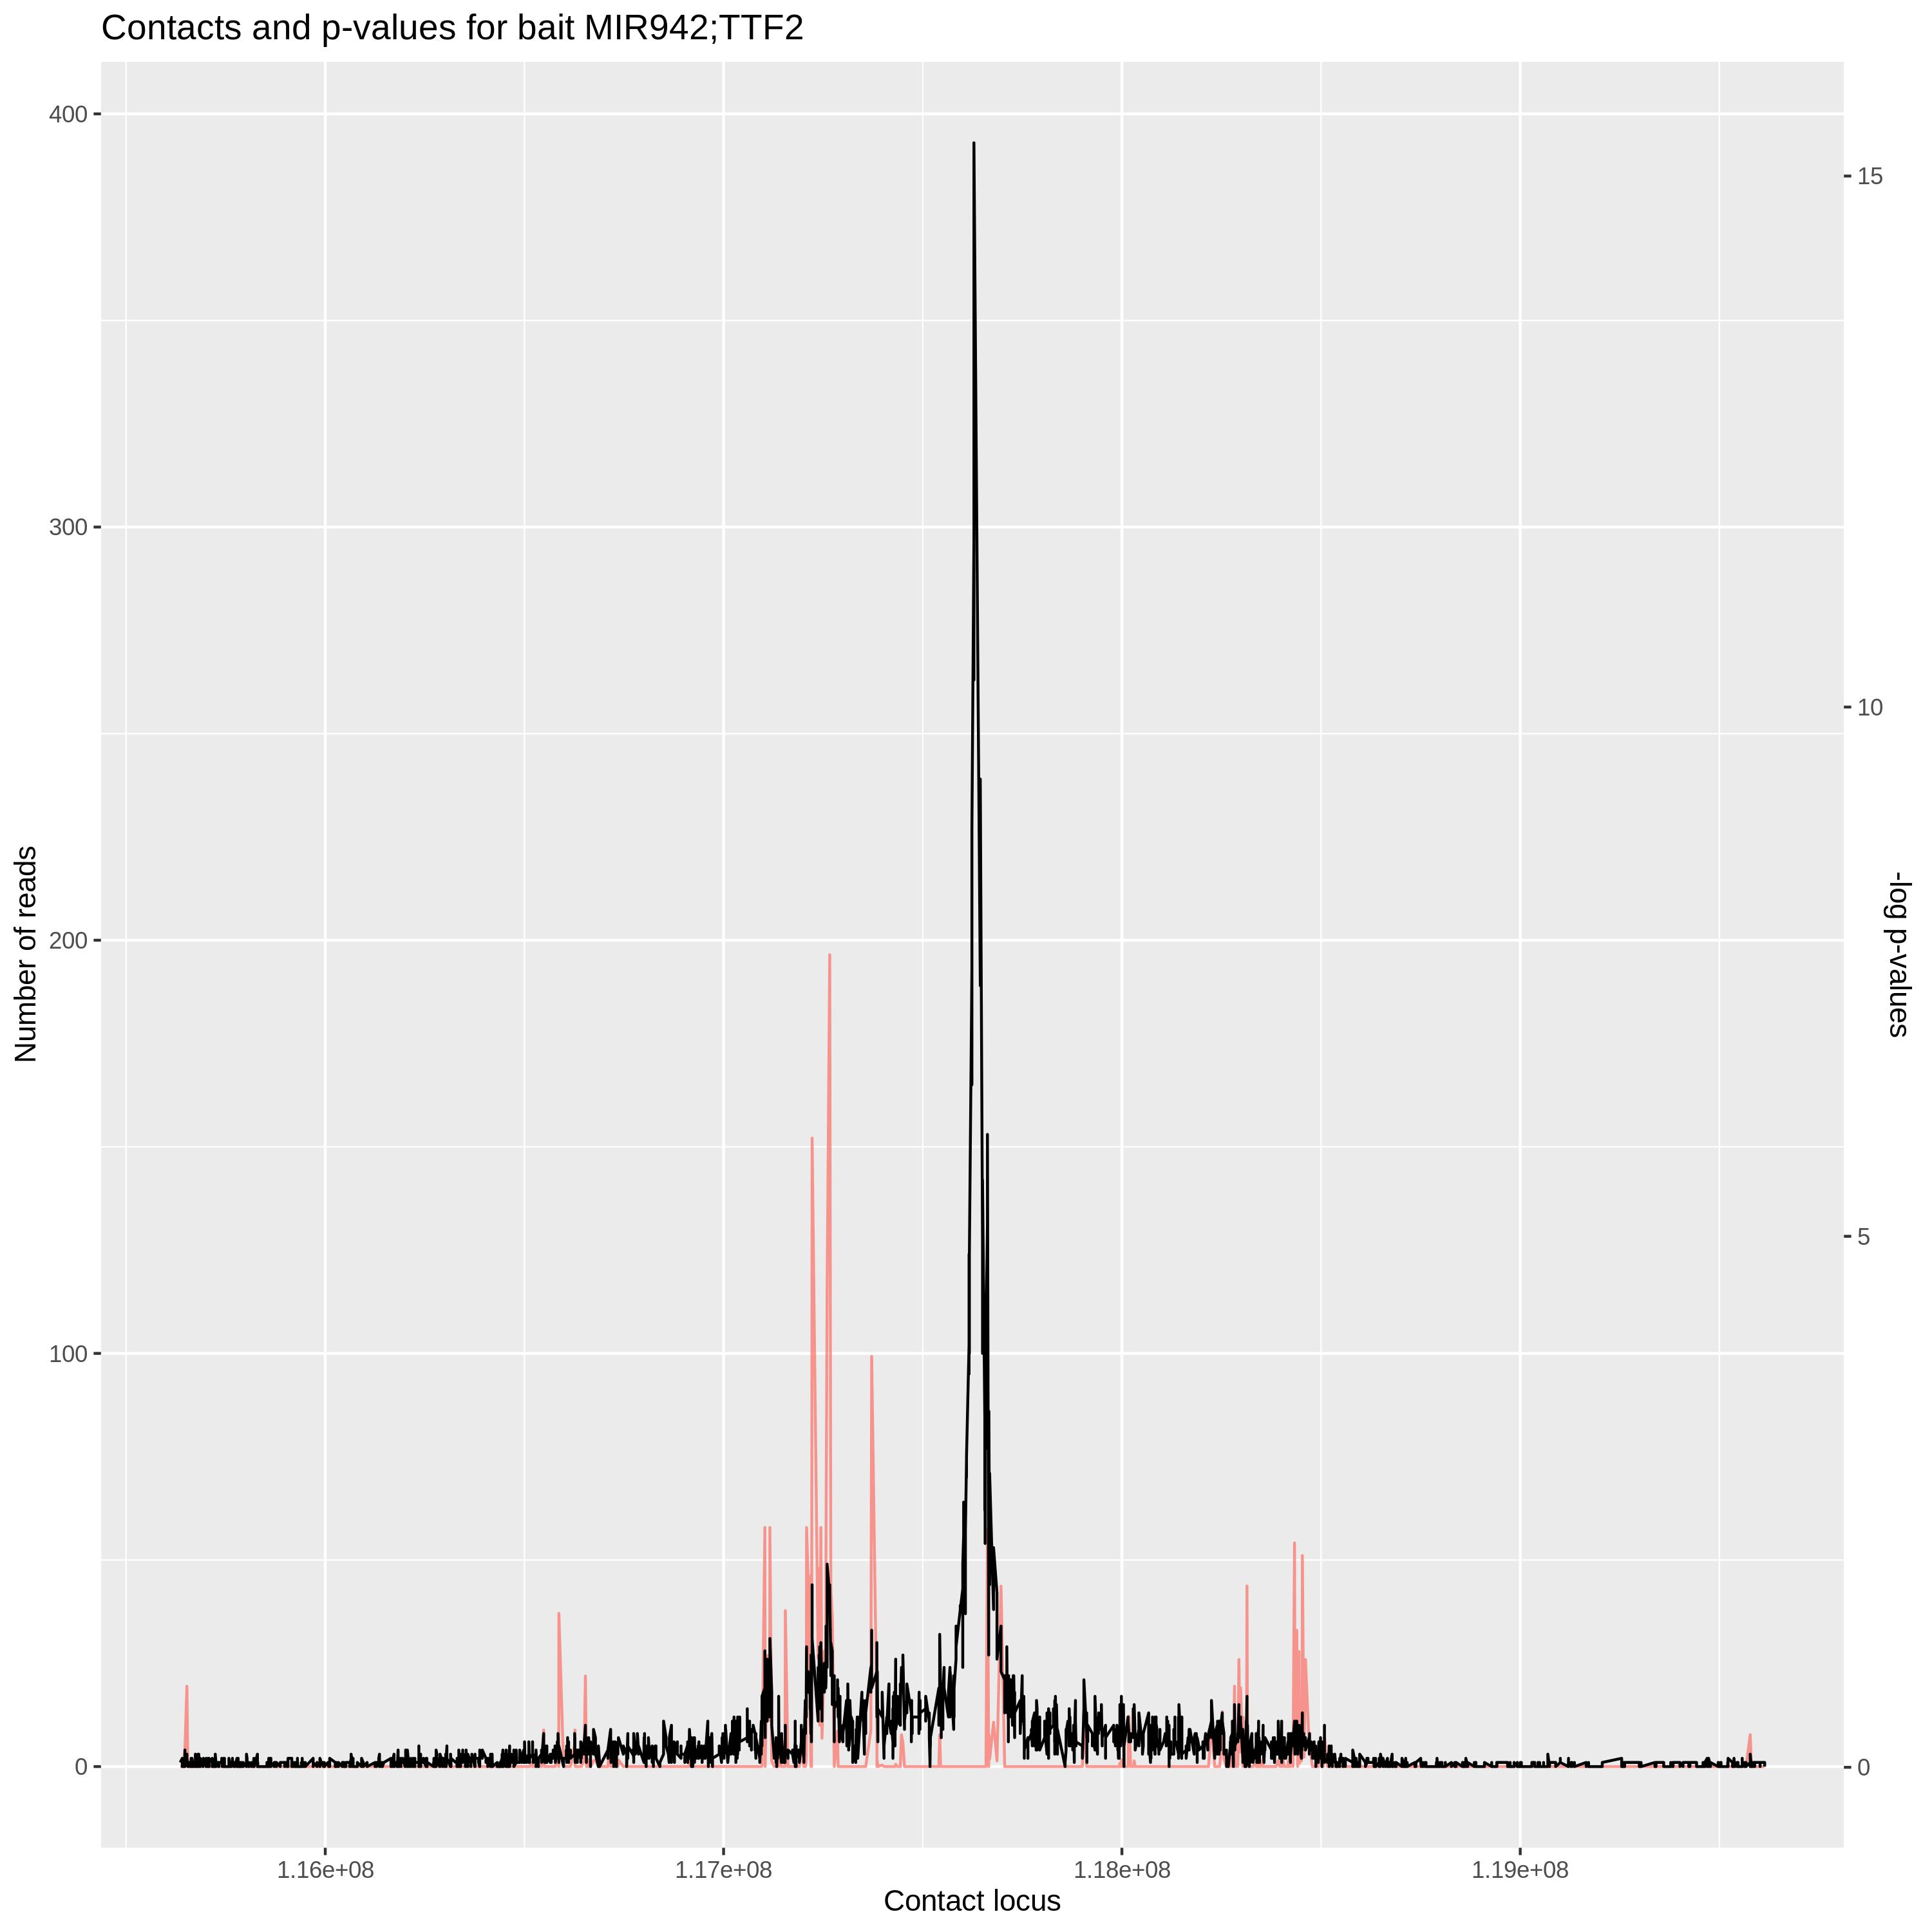 Contacts and p-values for bait MIR942;TTF2
400
300
200
100
0
Number of reads
15
10
5
0
-log p-values
1.16e+08
1.17e+08
1.18e+08
1.19e+08
Contact locus